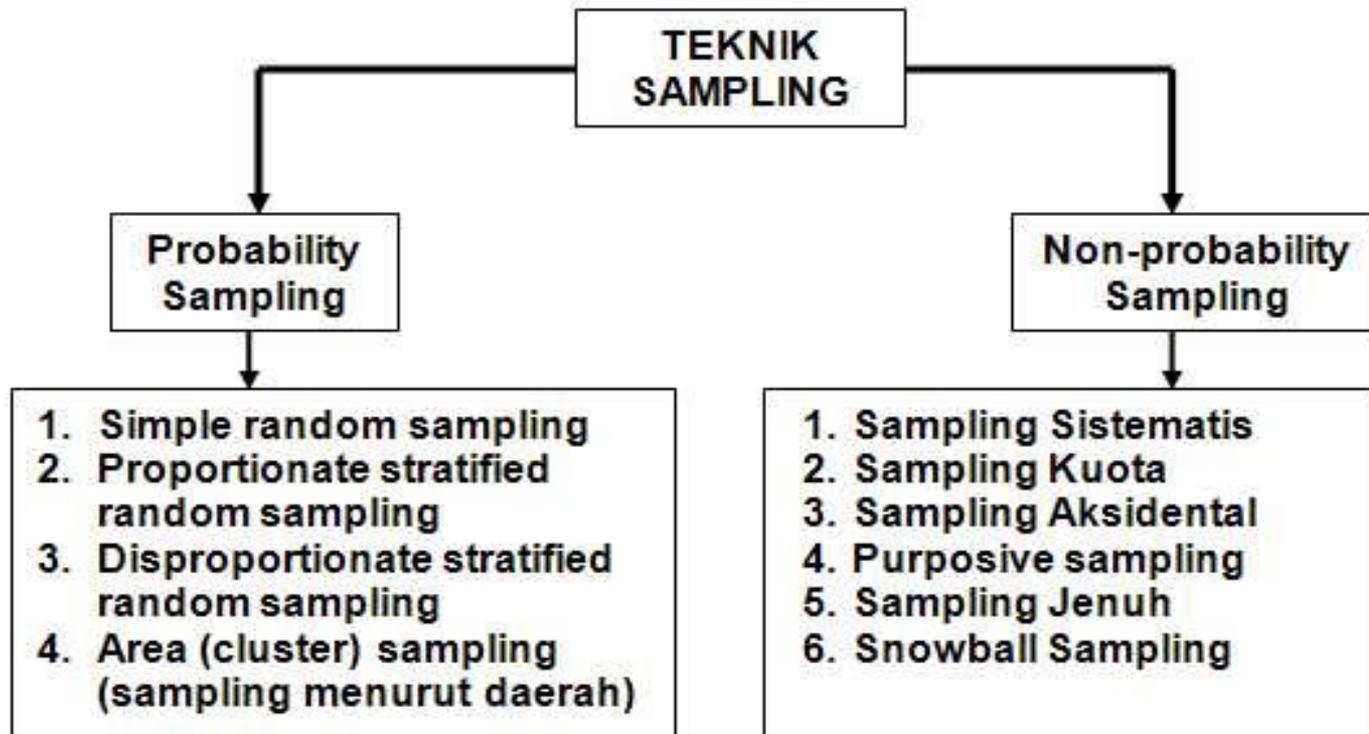 TEKNIK
SAMPLING
Probability
Sampling
Non-probability
Sampling
1. Simple random sampling
2. Proportionate stratified
random sampling
3. Disproportionate stratified
random sampling
4. Area (cluster) sampling
(sampling menurut daerah)
1. Sampling Sistematis
2. Sampling Kuota
3. Sampling Aksidental
4. Purposive sampling
5. Sampling Jenuh
6. Snowball Sampling